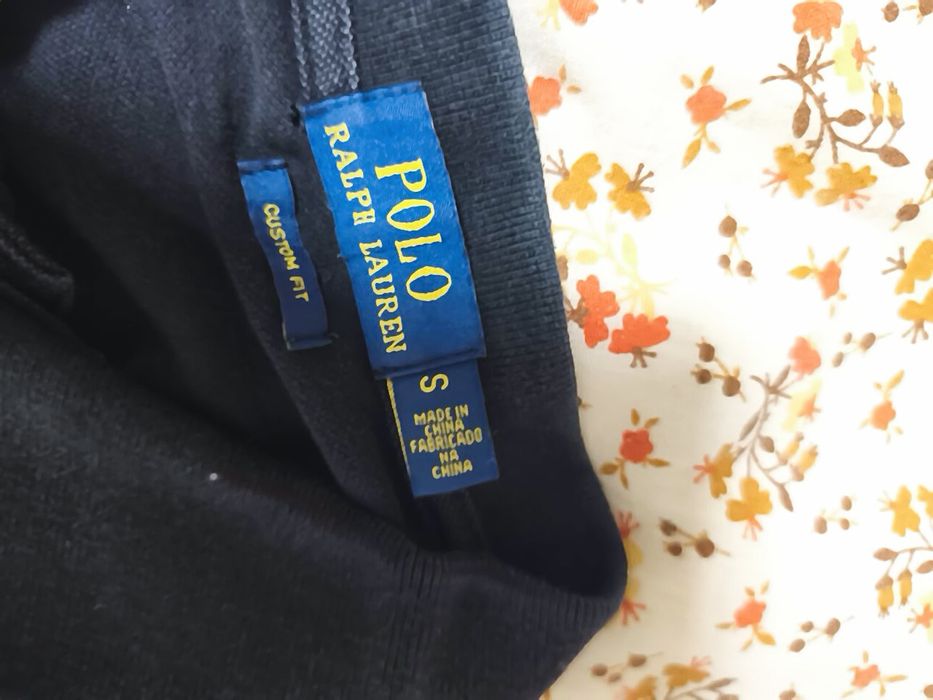 POLO
RALPH LAUREN
CUSTOM FIT
S
MADE IN
CHINA
FABRICADO
NA
CHINA